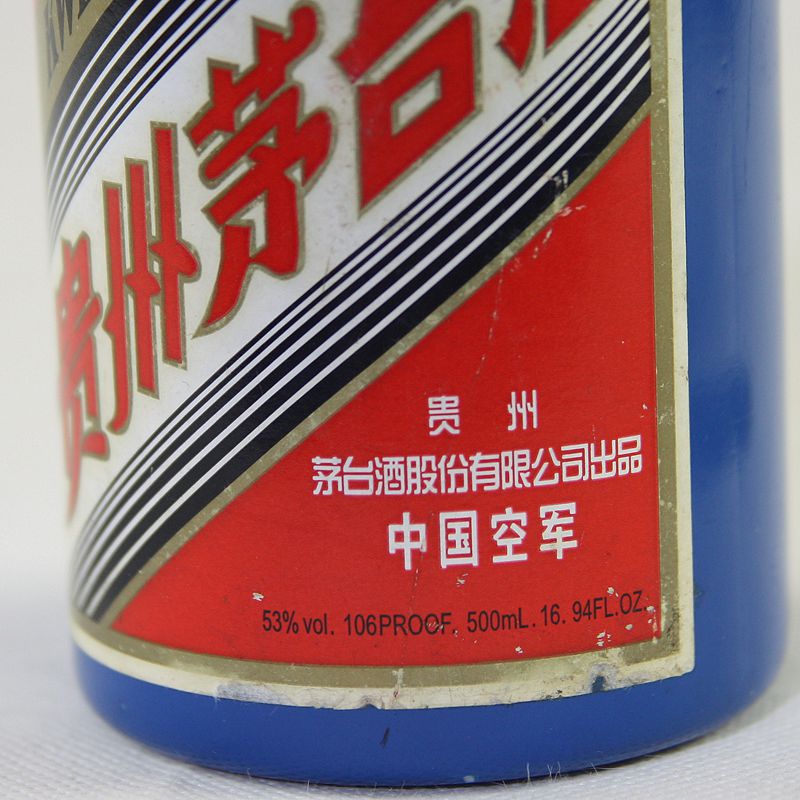 贵州茅台
贵 州
茅台酒股份有限公司出品
中国空军
53% vol. 106PROOF. 500mL. 16. 94FL.OZ.